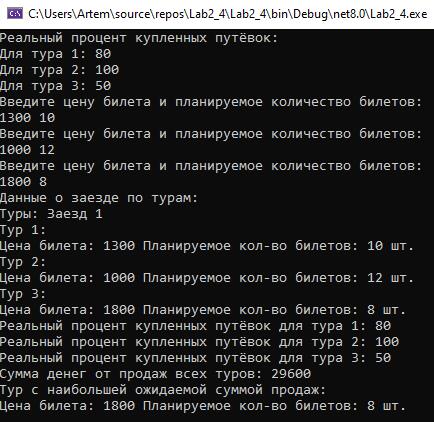 C:\Users\Artem\source\repos\Lab2_4\Lab2_4\bin\Debug\net8.0\Lab2_4.exe
Реальный процент купленных путёвок:
Для тура 1: 80
Для тура 2: 100
Для тура 3: 50
Введите цену билета и планируемое количество билетов:
1300 10
Введите цену билета и планируемое количество билетов:
1000 12
Введите цену билета и планируемое количество билетов:
1800 8
Данные о заезде по турам:
Туры: Заезд 1
Тур 1:
Цена билета: 1300 Планируемое кол-во билетов: 10 шт.
Тур 2:
Цена билета: 1000 Планируемое кол-во билетов: 12 шт.
Тур 3:
Цена билета: 1800 Планируемое кол-во билетов: 8 шт.
Реальный процент купленных путёвок для тура 1: 80
Реальный процент купленных путёвок для тура 2: 100
Реальный процент купленных путёвок для тура 3: 50
Сумма денег от продаж всех туров: 29600
Тур с наибольшей ожидаемой суммой продаж:
Цена билета: 1800 Планируемое кол-во билетов: 8 шт.